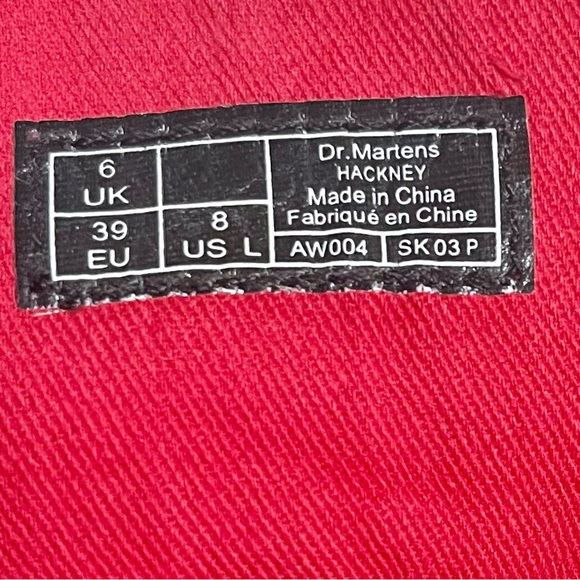 6
UK
39
EU
8
US L
Dr.Martens
HACKNEY
Made in China
Fabriqué en Chine
AW004 SK 03 P